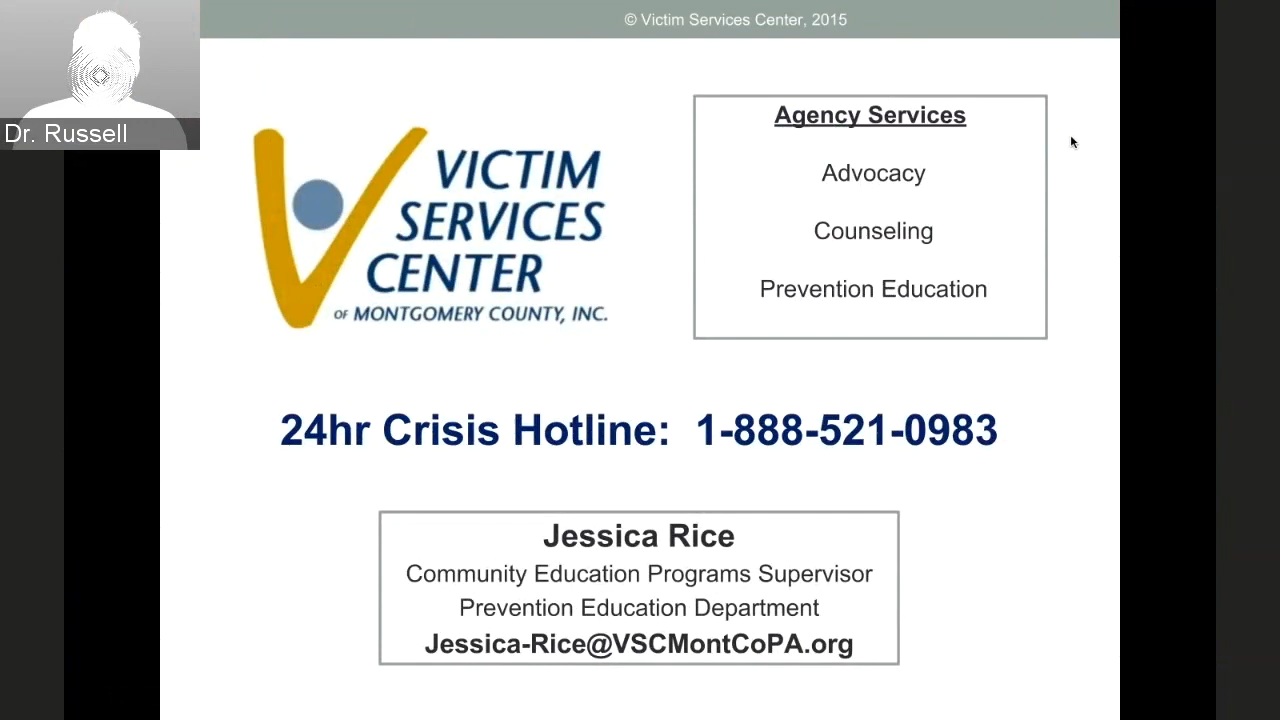 © Victim Services Center, 2015
Dr. Russell
VICTIM
SERVICES
CENTER
OF MONTGOMERY COUNTY, INC.
Agency Services
Advocacy
Counseling
Prevention Education
24hr Crisis Hotline: 1-888-521-0983
Jessica Rice
Community Education Programs Supervisor
Prevention Education Department
Jessica-Rice@VSCMontCoPA.org